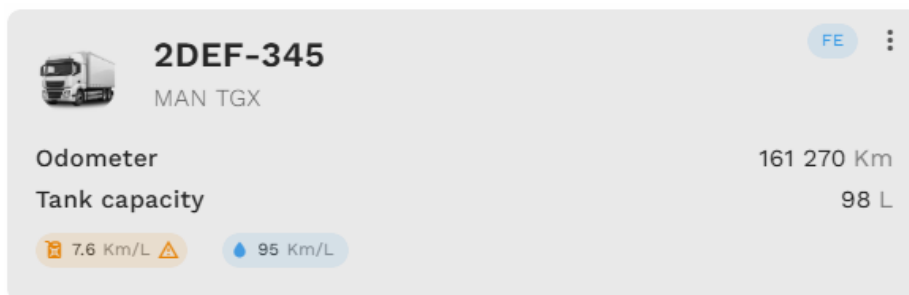 2DEF-345
FE
MAN TGX
Odometer 161 270 Km
Tank capacity 98 L
7.6 Km/L 95 Km/L